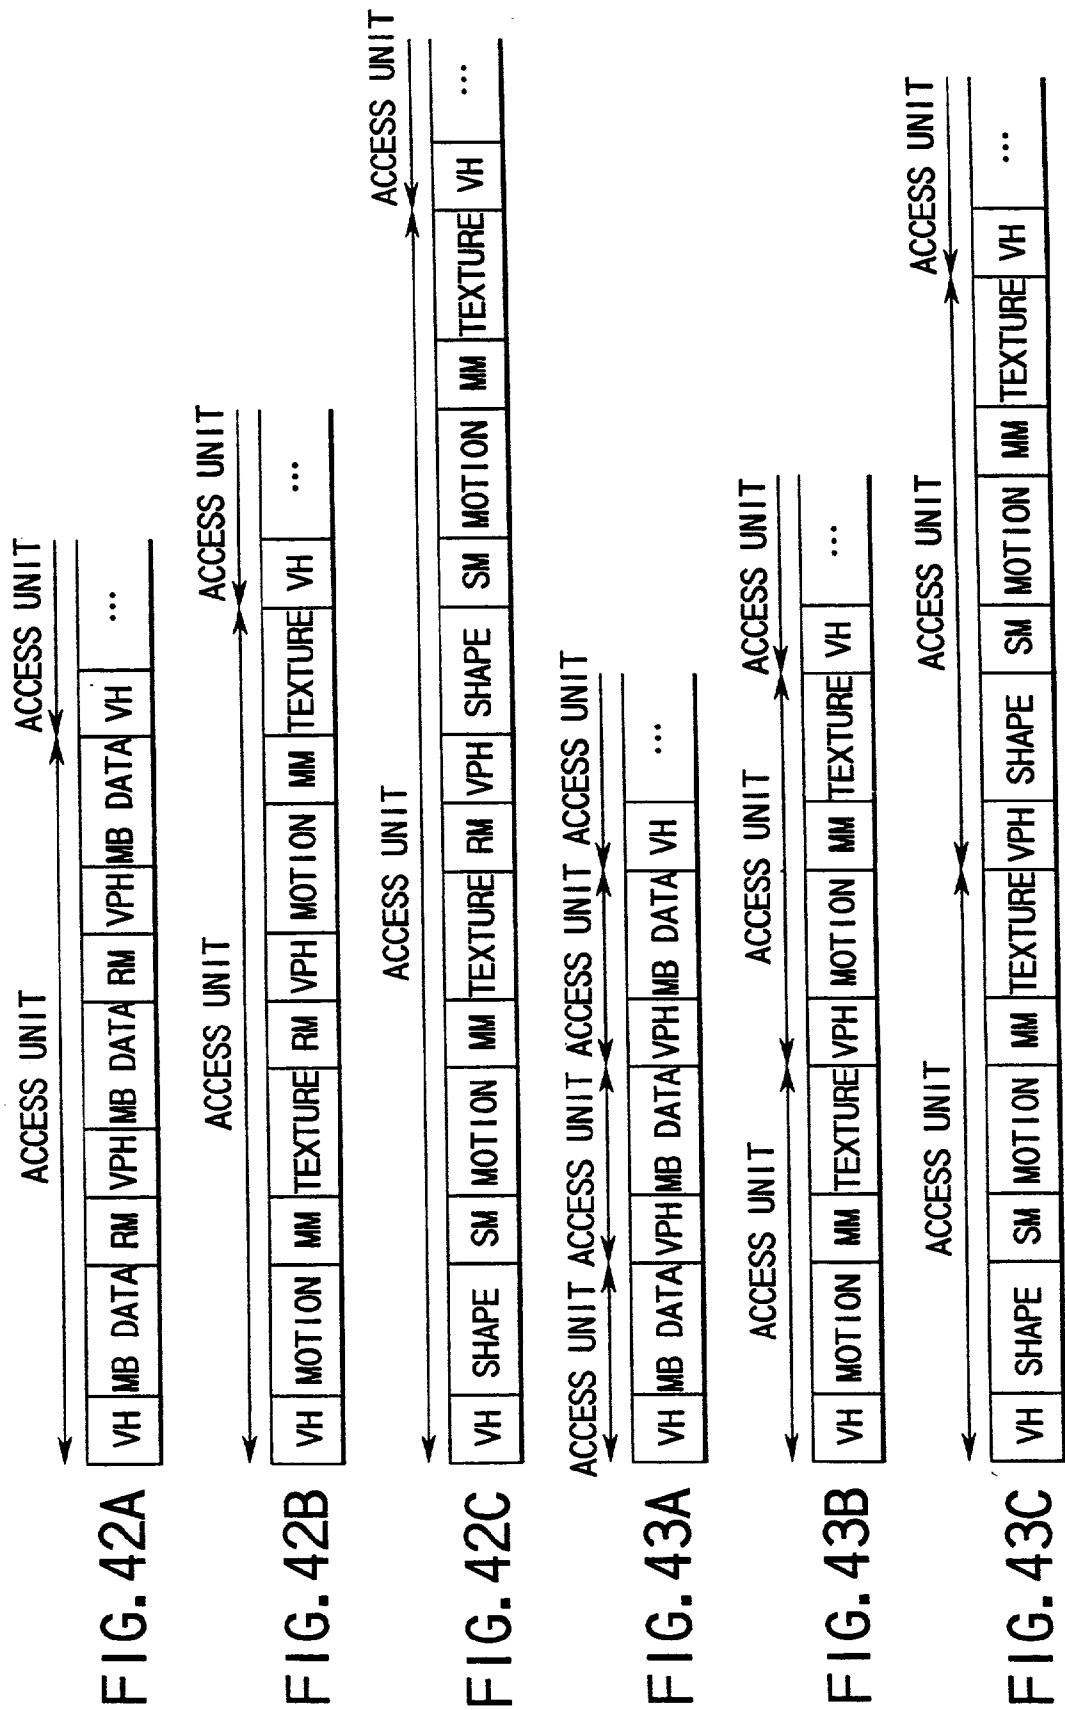 ACCESS UNIT ACCESS UNIT
FIG. 42A VH MB DATA RM VPH MB DATA RM VPH MB DATA VH ...
ACCESS UNIT ACCESS UNIT
FIG. 42B VH MOTION MM TEXTURE RM VPH MOTION MM TEXTURE VH ...
ACCESS UNIT ACCESS UNIT
FIG. 42C VH SHAPE SM MOTION MM TEXTURE RM VPH SHAPE SM MOTION MM TEXTURE VH ...
ACCESS UNIT ACCESS UNIT ACCESS UNIT ACCESS UNIT
FIG. 43A VH MB DATA VPH MB DATA VPH MB DATA VH ...
ACCESS UNIT ACCESS UNIT ACCESS UNIT
FIG. 43B VH MOTION MM TEXTURE VPH MOTION MM TEXTURE VH ...
ACCESS UNIT ACCESS UNIT ACCESS UNIT
FIG. 43C VH SHAPE SM MOTION MM TEXTURE VPH SHAPE SM MOTION MM TEXTURE VH ...